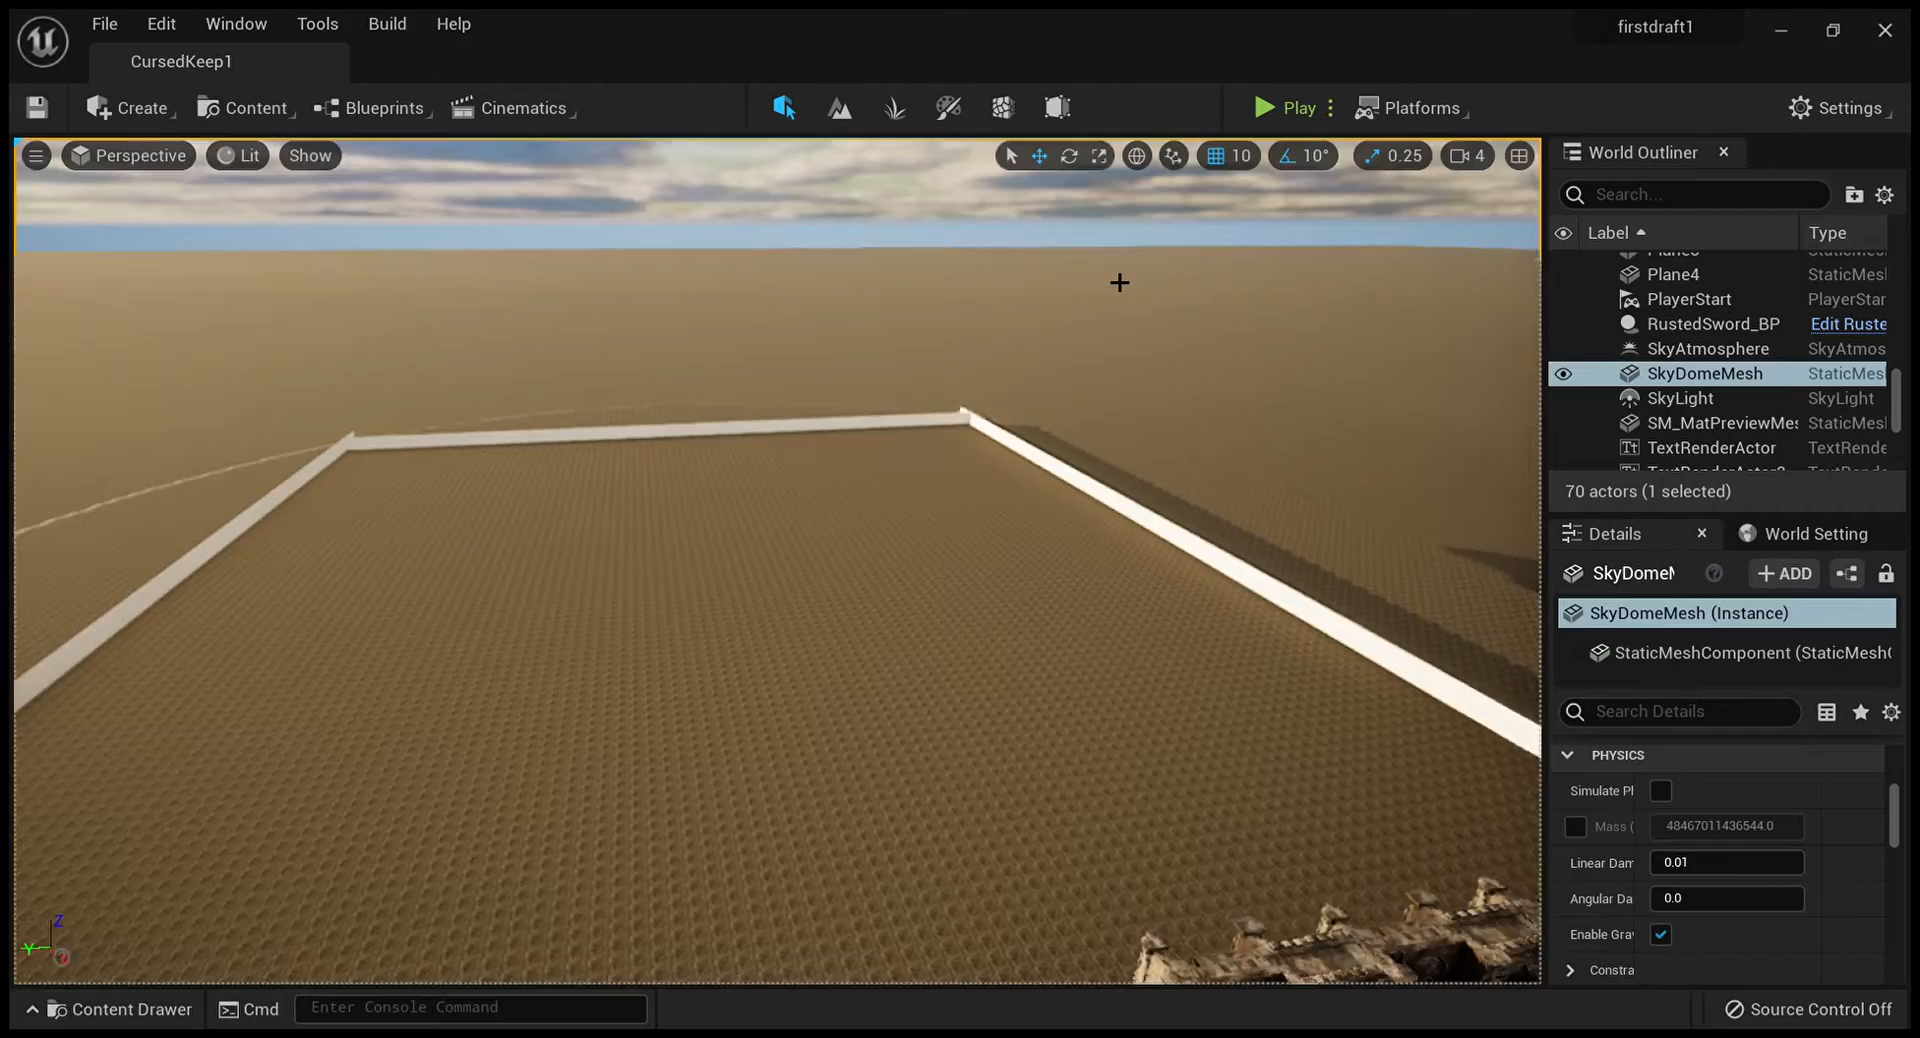 File Edit Window Tools Build Help
firstdraft1
CursedKeep1
Create Content Blueprints Cinematics Play Platforms Settings
Perspective Lit Show 10 10° 0.25 4
World Outliner
Search...
Label Type
Plane4 StaticMesl
PlayerStart PlayerStar
RustedSword_BP Edit Ruste
SkyAtmosphere SkyAtmos
SkyDomeMesh StaticMesl
SkyLight SkyLight
SM_MatPreviewMes StaticMesl
TextRenderActor TextRende
70 actors (1 selected)
Details World Setting
SkyDomeM ADD
SkyDomeMesh (Instance)
StaticMeshComponent (StaticMeshC
Search Details
PHYSICS
Simulate Pl
Mass ( 48467011436544.0
Linear Dam 0.01
Angular Da 0.0
Enable Gra
Constra
Z
Y
Content Drawer Cmd Enter Console Command Source Control Off